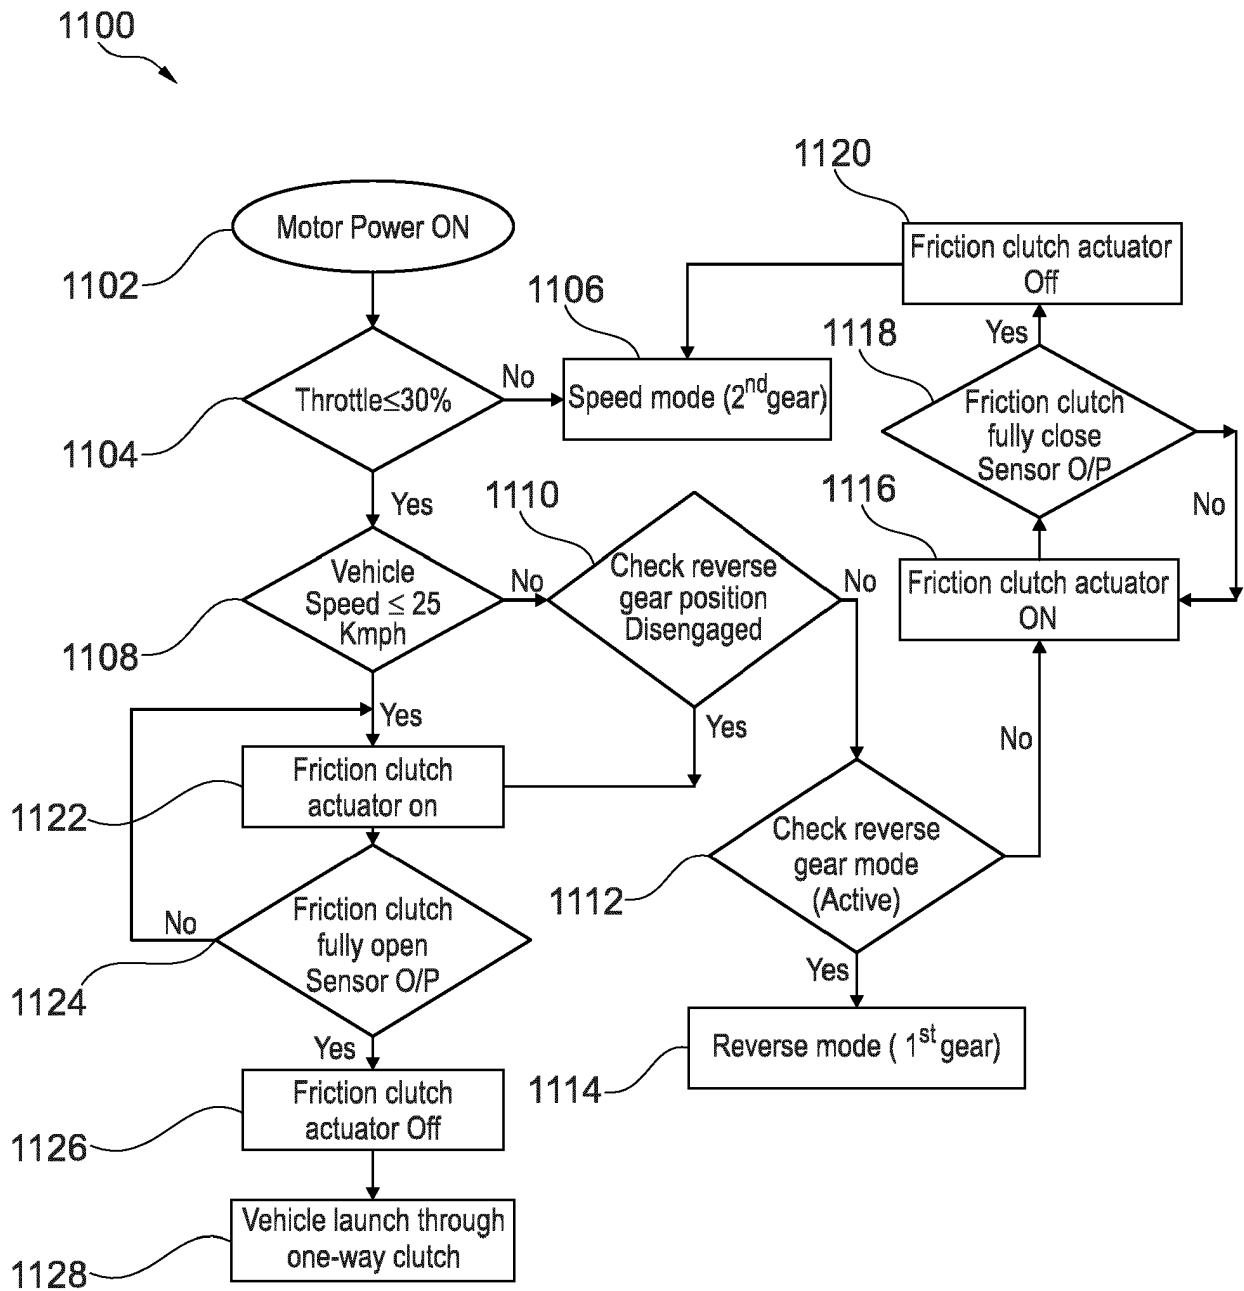 1100
1120
Motor Power ON
Friction clutch actuator
Off
1102
1106
Yes
1118
No
Throttle≤30%
Speed mode (2nd gear)
Friction clutch
fully close
Sensor O/P
1104
Yes
1110
1116
No
Vehicle
Speed ≤ 25
Kmph
No
Check reverse
gear position
Disengaged
No
Friction clutch actuator
ON
1108
Yes
Yes
No
Friction clutch
actuator on
1122
Check reverse
gear mode
(Active)
1112
No
Friction clutch
fully open
Sensor O/P
1124
Yes
Yes
Reverse mode ( 1st gear)
1114
Friction clutch
actuator Off
1126
Vehicle launch through
one-way clutch
1128